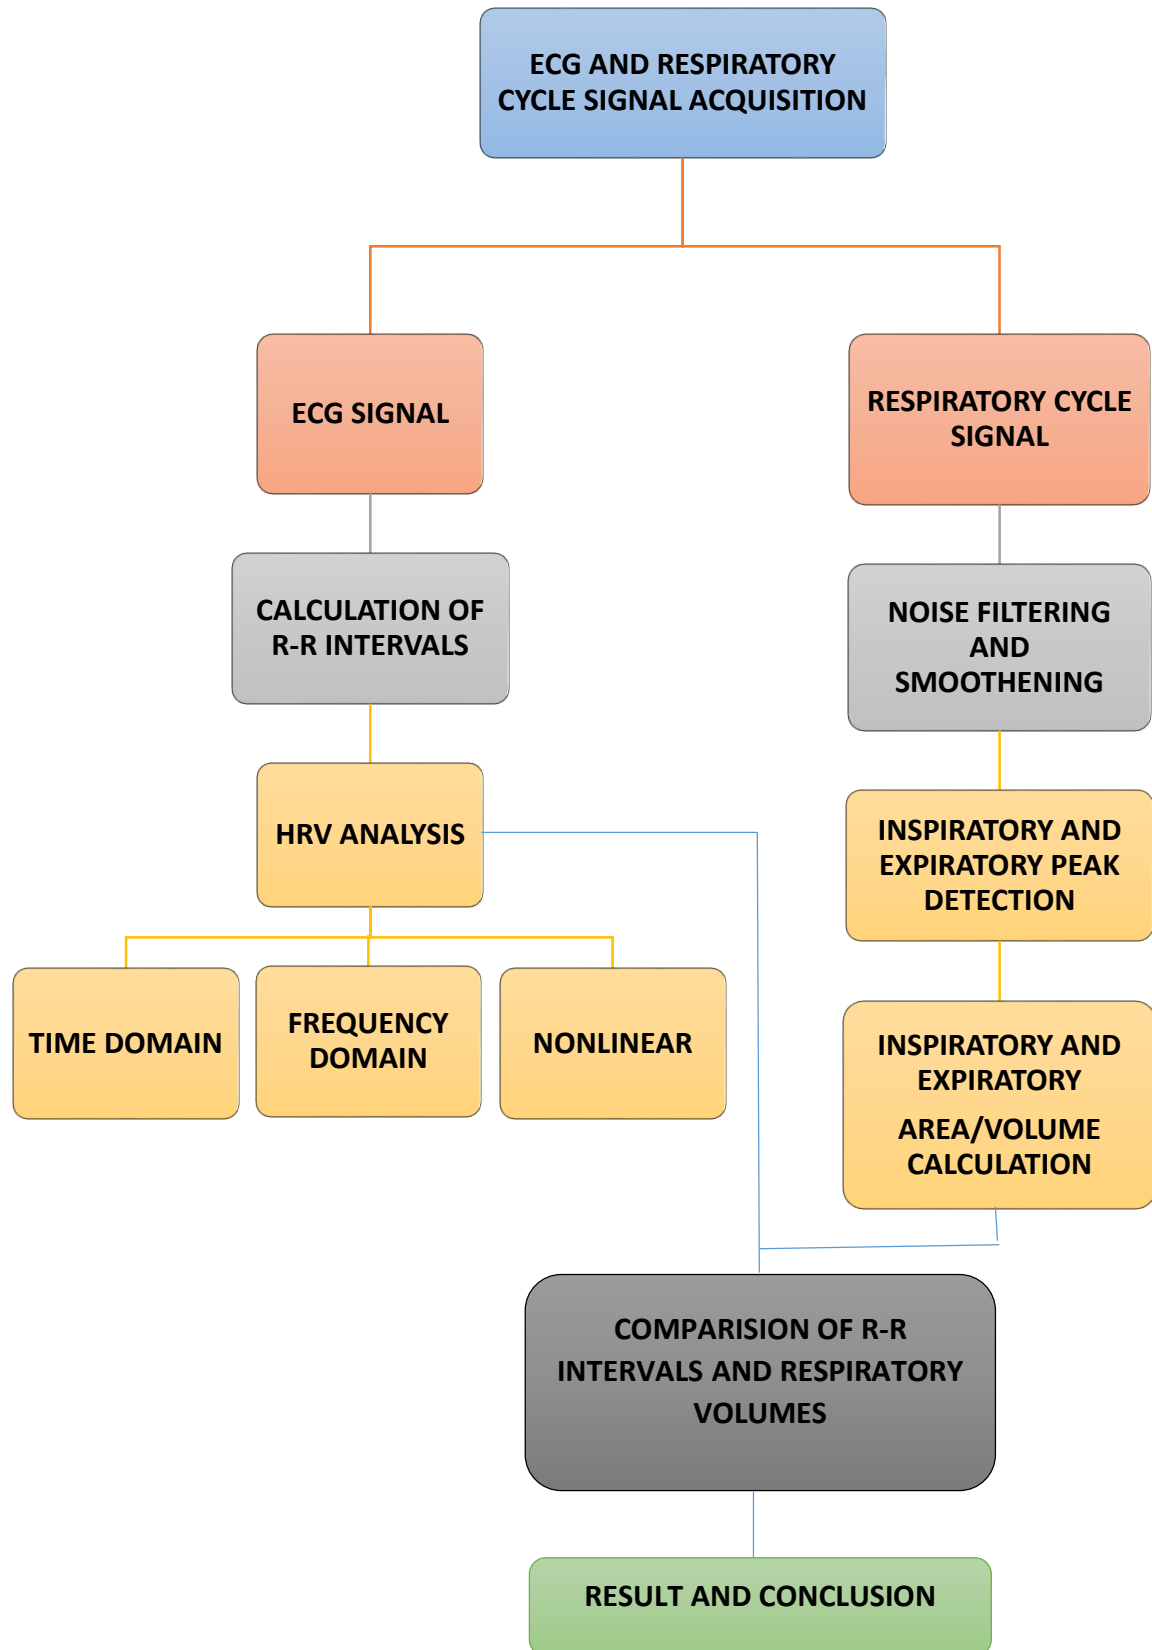 ECG AND RESPIRATORY
CYCLE SIGNAL ACQUISITION
ECG SIGNAL
RESPIRATORY CYCLE
SIGNAL
CALCULATION OF
R-R INTERVALS
NOISE FILTERING
AND
SMOOTHENING
HRV ANALYSIS
INSPIRATORY AND
EXPIRATORY PEAK
DETECTION
TIME DOMAIN
FREQUENCY
DOMAIN
NONLINEAR
INSPIRATORY AND
EXPIRATORY
AREA/VOLUME
CALCULATION
COMPARISION OF R-R
INTERVALS AND RESPIRATORY
VOLUMES
RESULT AND CONCLUSION